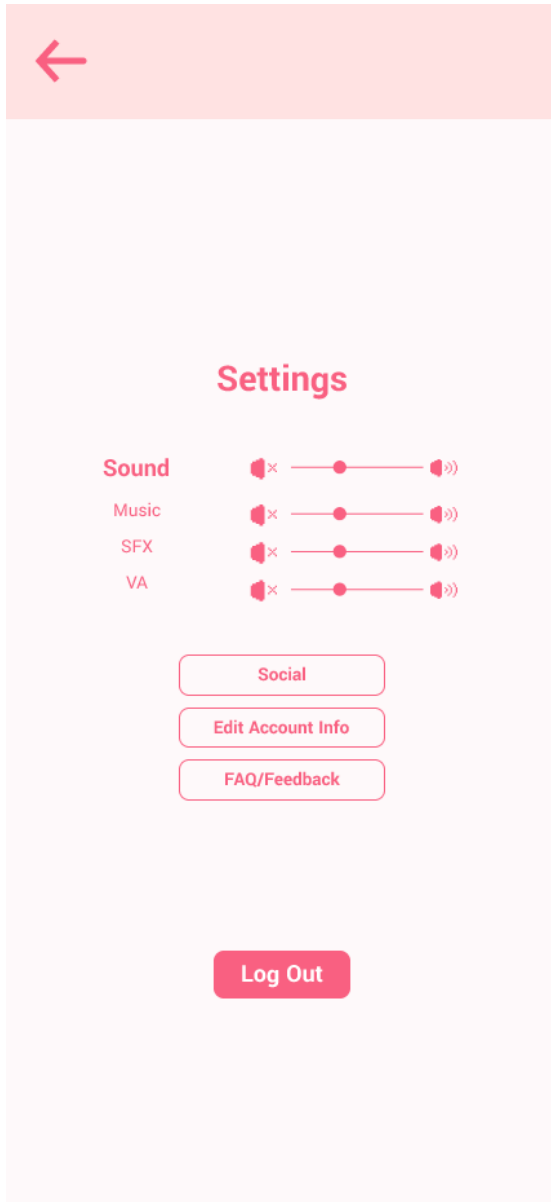 Settings
Sound
Music
SFX
VA
Social
Edit Account Info
FAQ/Feedback
Log Out